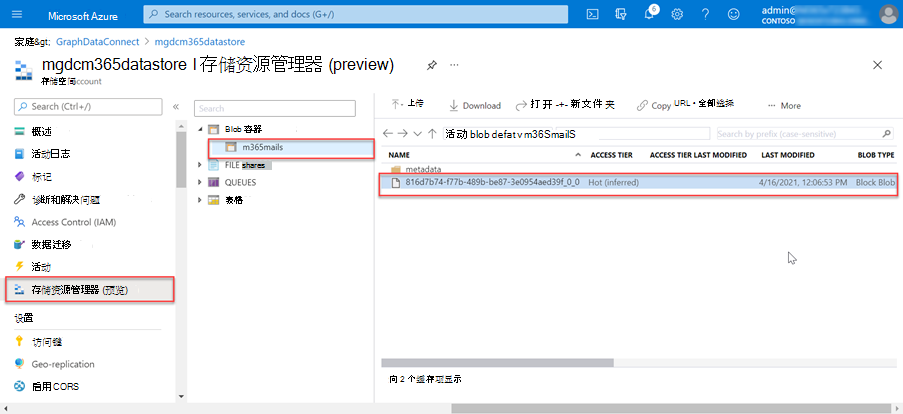 Microsoft Azure
Search resources, services, and docs (G+/)
6
admin@
CONTOSO
家庭&gt; GraphDataConnect > mgdcm365datastore
mgdcm365datastore l 存储资源管理器 (preview)
存储空间ccount
Search (Ctrl+/)
概述
活动日志
标记
诊断和解决问题
Access Control (IAM)
数据迁移
活动
存储资源管理器 (预览)
设置
访问键
Geo-replication
启用 CORS
Search
Blob 容器
m365mails
FILE shares
QUEUES
表格
上传
Download
打开 -+- 新文件夹
Copy URL • 全部选择
More
活动 blob defat v m36SmailS
Search by prefix (case-sensitive)
NAME ACCESS TIER ACCESS TIER LAST MODIFIED LAST MODIFIED BLOB TYPE
metadata
816d7b74-f77b-489b-be87-3e0954aed39f_0_0 Hot (inferred) 4/16/2021, 12:06:53 PM Block Blob
向 2 个缓存项显示